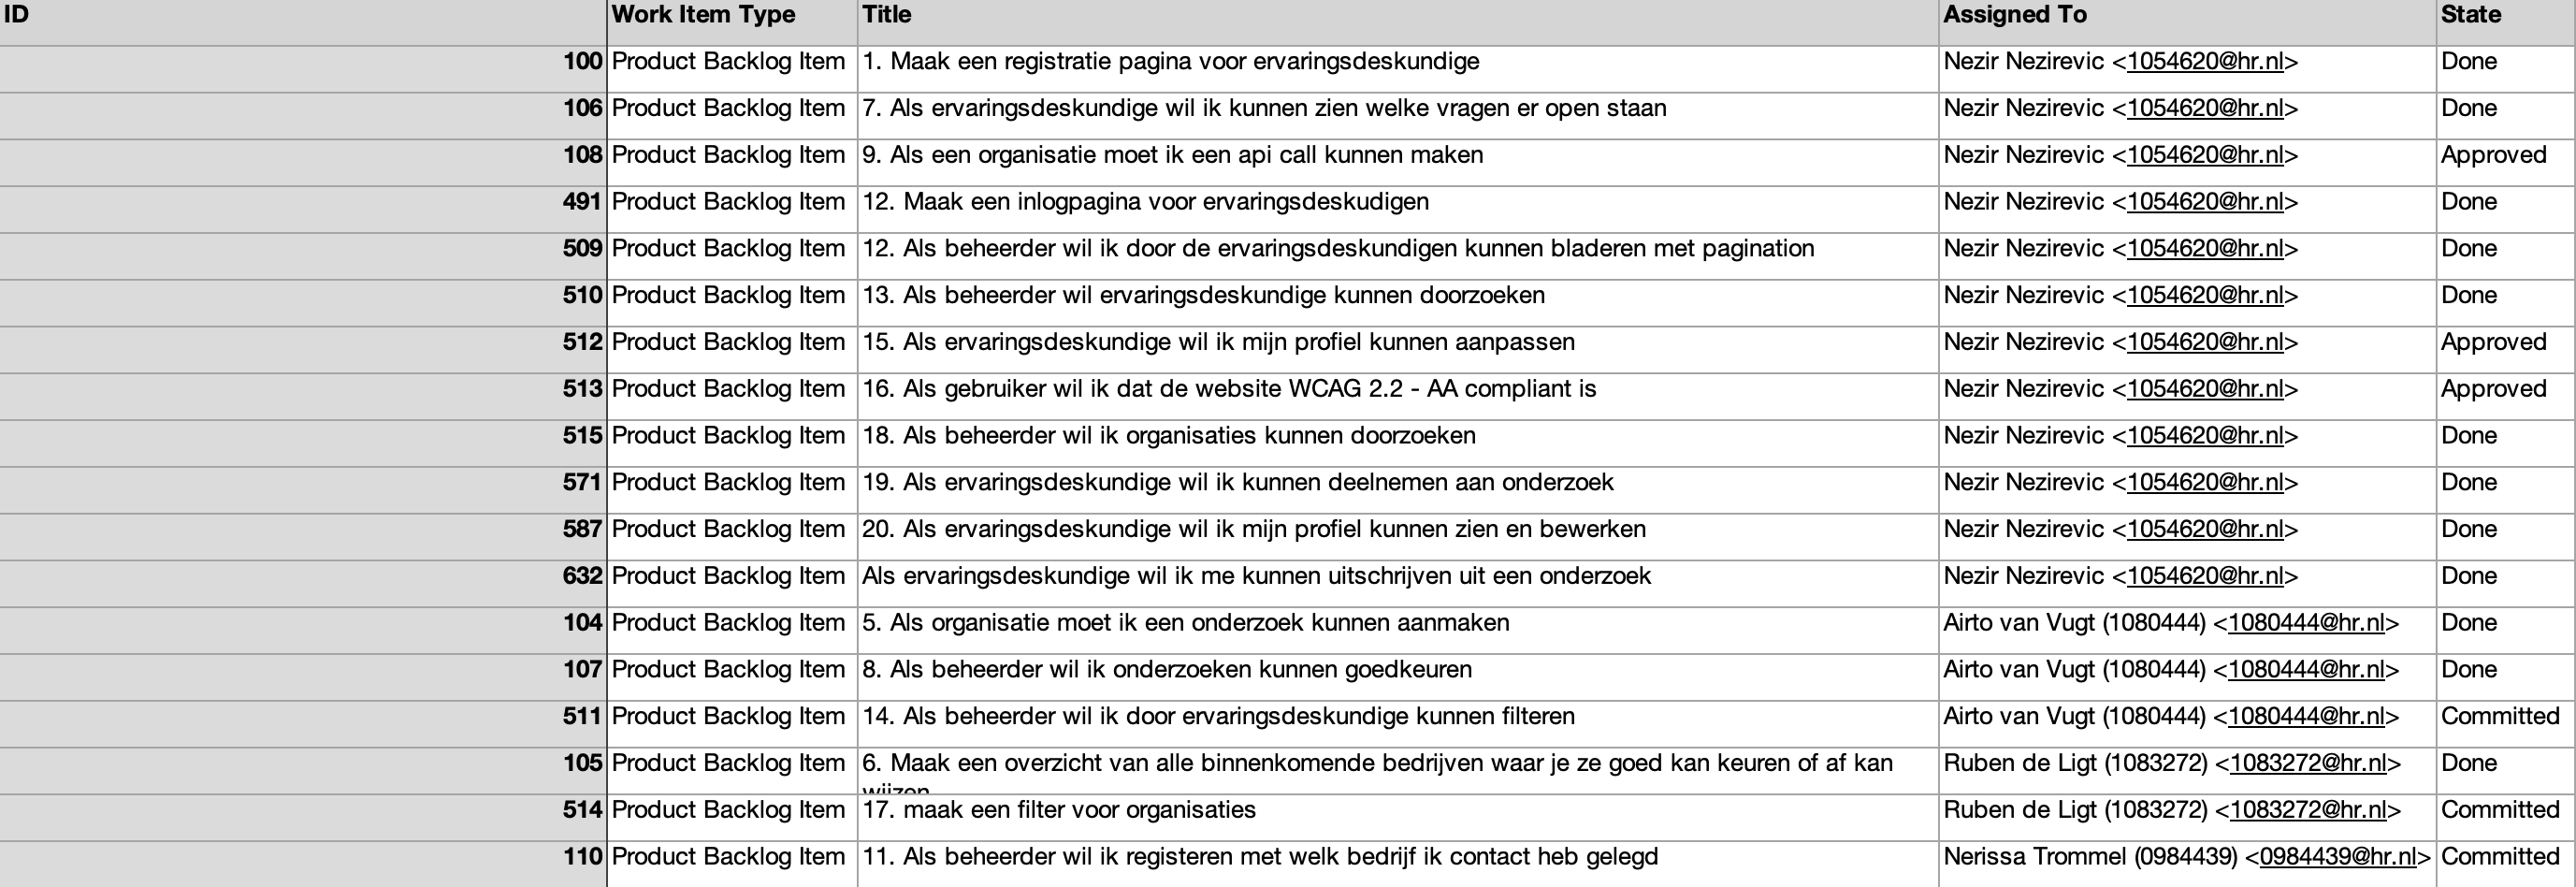 ID Work Item Type Title Assigned To State
100 Product Backlog Item 1. Maak een registratie pagina voor ervaringsdeskundige Nezir Nezirevic <1054620@hr.nl> Done
106 Product Backlog Item 7. Als ervaringsdeskundige wil ik kunnen zien welke vragen er open staan Nezir Nezirevic <1054620@hr.nl> Done
108 Product Backlog Item 9. Als een organisatie moet ik een api call kunnen maken Nezir Nezirevic <1054620@hr.nl> Approved
491 Product Backlog Item 12. Maak een inlogpagina voor ervaringsdeskudigen Nezir Nezirevic <1054620@hr.nl> Done
509 Product Backlog Item 12. Als beheerder wil ik door de ervaringsdeskundigen kunnen bladeren met pagination Nezir Nezirevic <1054620@hr.nl> Done
510 Product Backlog Item 13. Als beheerder wil ervaringsdeskundige kunnen doorzoeken Nezir Nezirevic <1054620@hr.nl> Done
512 Product Backlog Item 15. Als ervaringsdeskundige wil ik mijn profiel kunnen aanpassen Nezir Nezirevic <1054620@hr.nl> Approved
513 Product Backlog Item 16. Als gebruiker wil ik dat de website WCAG 2.2 - AA compliant is Nezir Nezirevic <1054620@hr.nl> Approved
515 Product Backlog Item 18. Als beheerder wil ik organisaties kunnen doorzoeken Nezir Nezirevic <1054620@hr.nl> Done
571 Product Backlog Item 19. Als ervaringsdeskundige wil ik kunnen deelnemen aan onderzoek Nezir Nezirevic <1054620@hr.nl> Done
587 Product Backlog Item 20. Als ervaringsdeskundige wil ik mijn profiel kunnen zien en bewerken Nezir Nezirevic <1054620@hr.nl> Done
632 Product Backlog Item Als ervaringsdeskundige wil ik me kunnen uitschrijven uit een onderzoek Nezir Nezirevic <1054620@hr.nl> Done
104 Product Backlog Item 5. Als organisatie moet ik een onderzoek kunnen aanmaken Airto van Vugt (1080444) <1080444@hr.nl> Done
107 Product Backlog Item 8. Als beheerder wil ik onderzoeken kunnen goedkeuren Airto van Vugt (1080444) <1080444@hr.nl> Done
511 Product Backlog Item 14. Als beheerder wil ik door ervaringsdeskundige kunnen filteren Airto van Vugt (1080444) <1080444@hr.nl> Committed
105 Product Backlog Item 6. Maak een overzicht van alle binnenkomende bedrijven waar je ze goed kan keuren of af kan Ruben de Ligt (1083272) <1083272@hr.nl> Done
wijzen
514 Product Backlog Item 17. maak een filter voor organisaties Ruben de Ligt (1083272) <1083272@hr.nl> Committed
110 Product Backlog Item 11. Als beheerder wil ik registeren met welk bedrijf ik contact heb gelegd Nerissa Trommel (0984439) <0984439@hr.nl> Committed